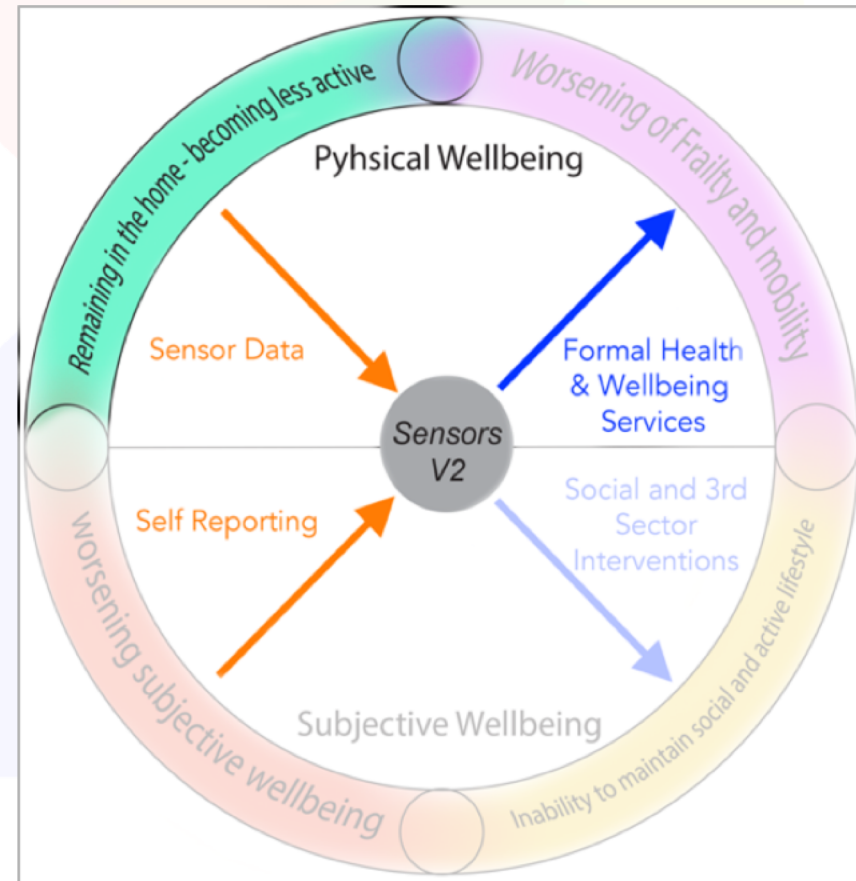 Remaining in the home - becoming less active
Worsening of Frailty and mobility
Pyhsical Wellbeing
Sensor Data
Formal Health
& Wellbeing
Services
Sensors
V2
Self Reporting
Social and 3rd
Sector
Interventions
Subjective Wellbeing
worsening subjective wellbeing
Inability to maintain social and active lifestyle